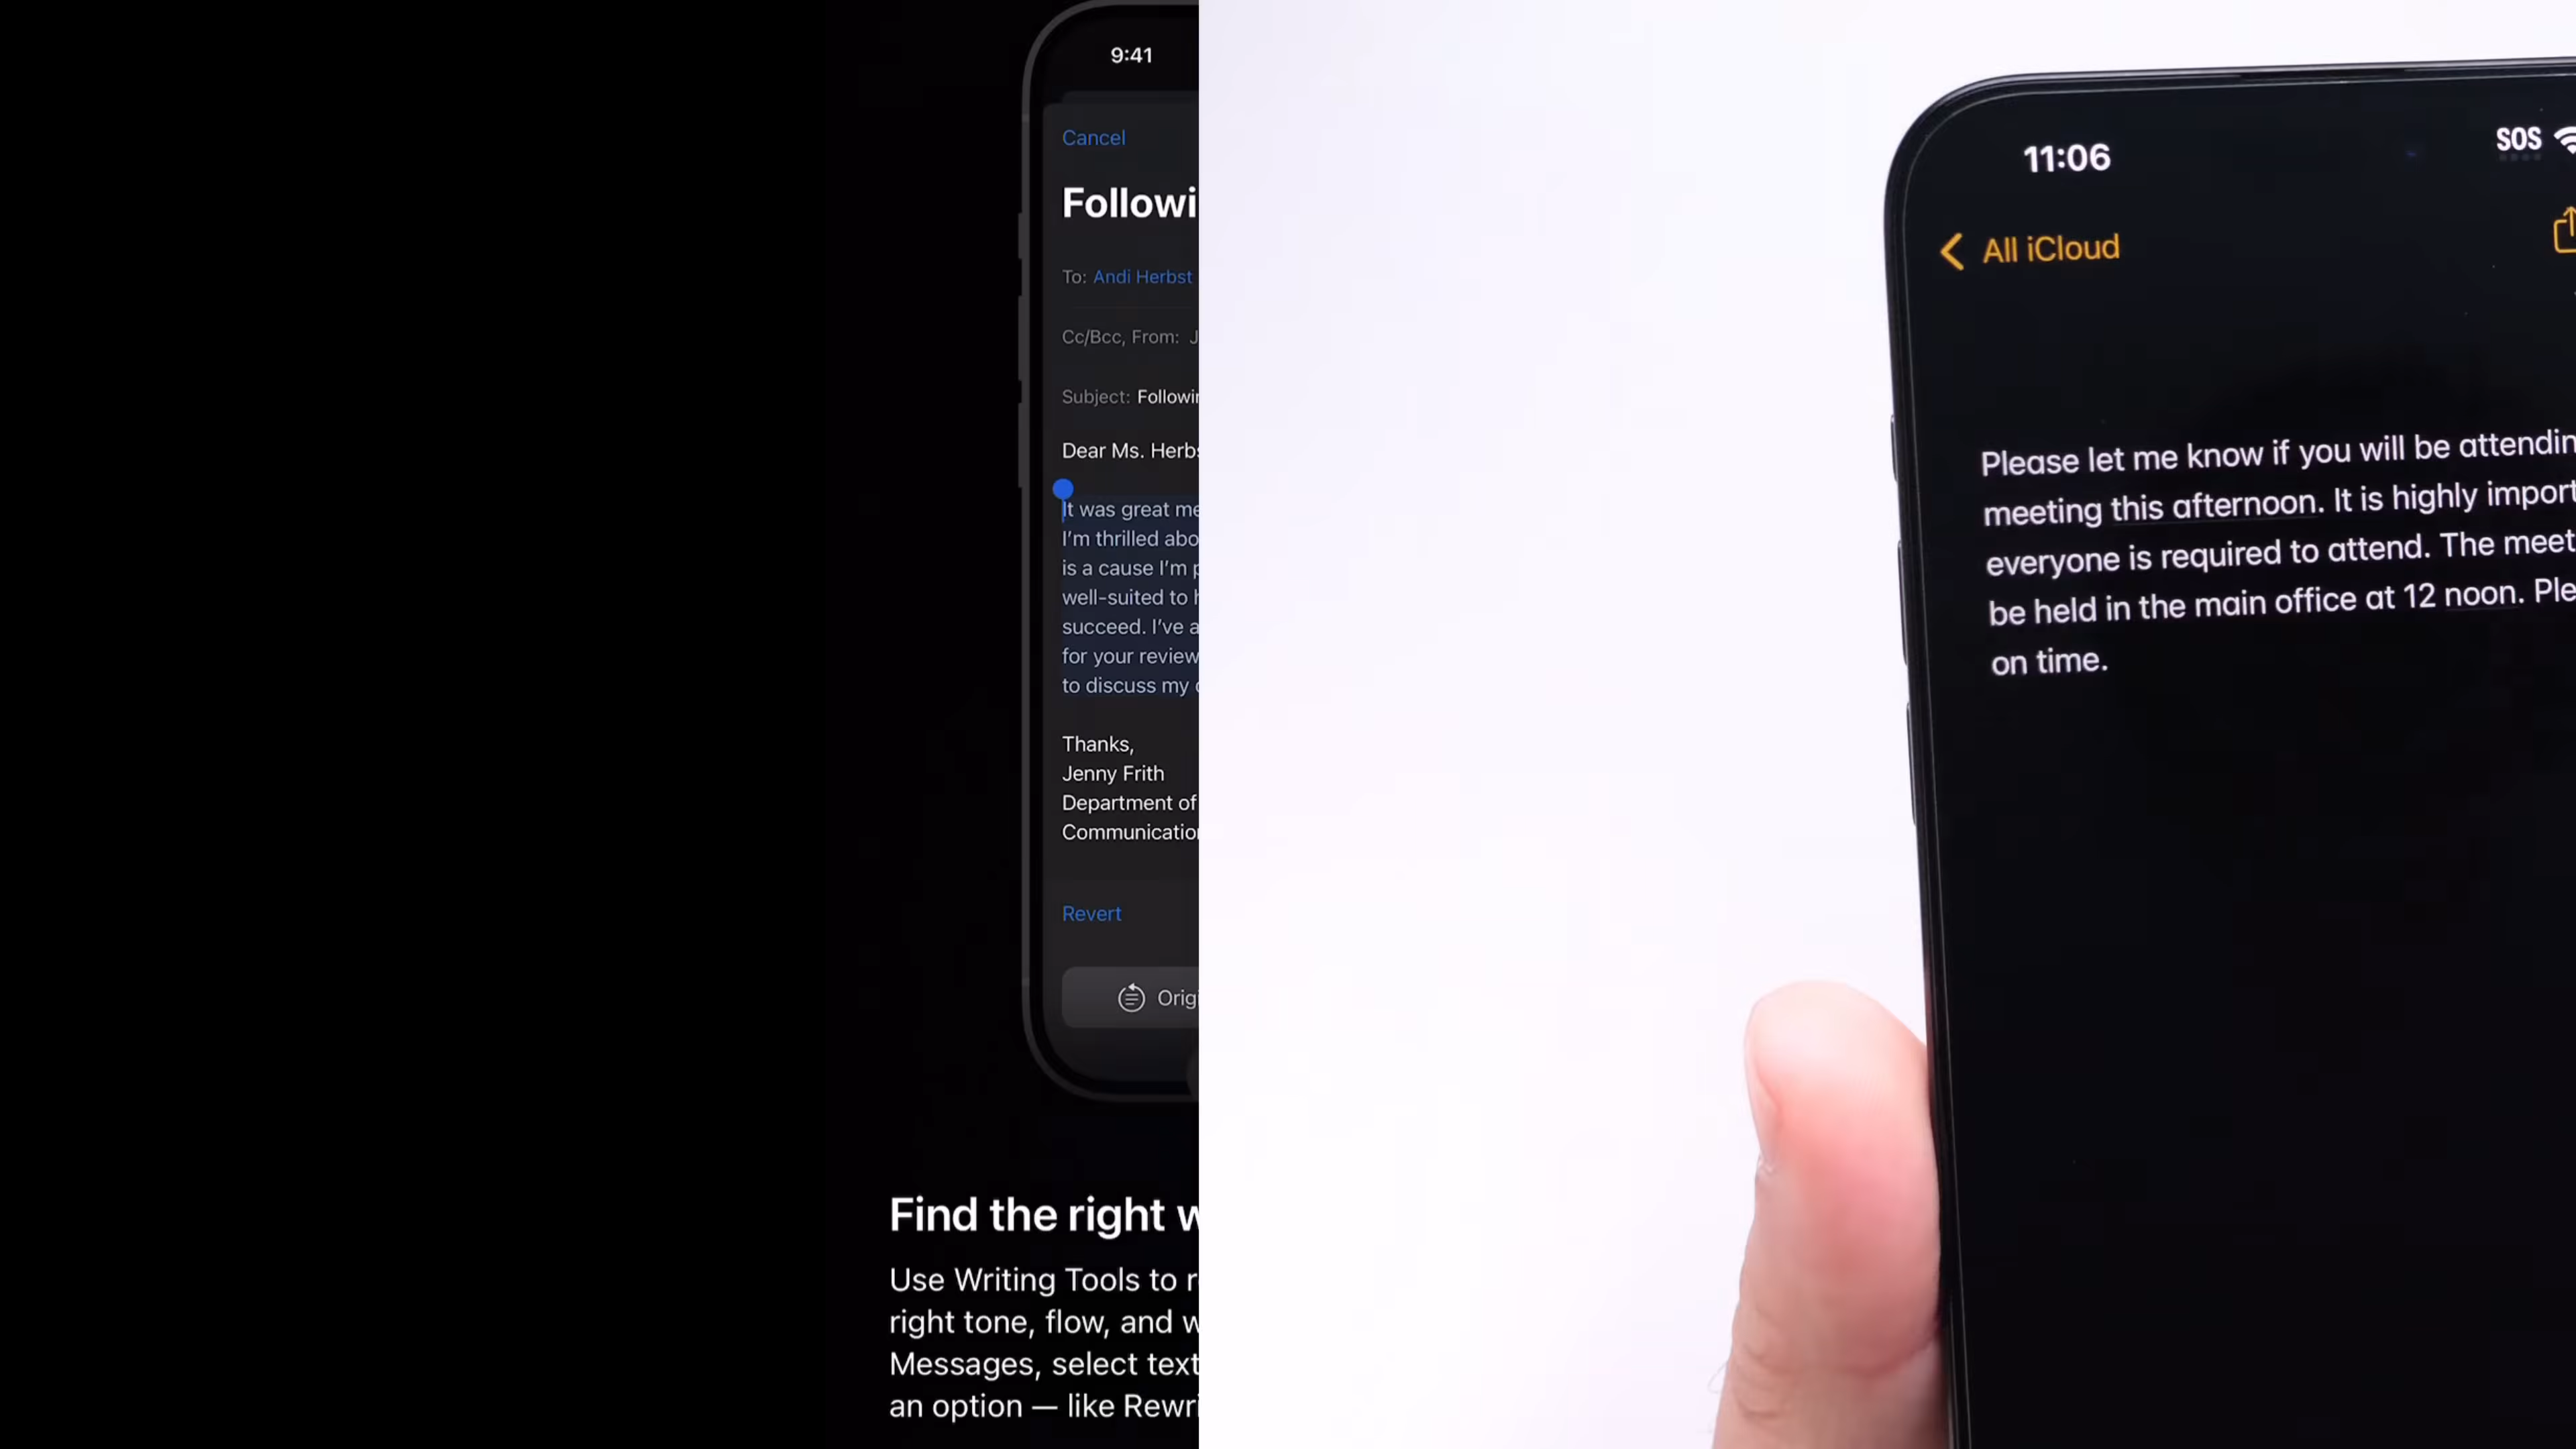 9:41
Cancel
Followi
To: Andi Herbst
Cc/Bcc, From: J
Subject: Followin
Dear Ms. Herbs
It was great me
I'm thrilled abo
is a cause I'm p
well-suited to h
succeed. I've a
for your review
to discuss my
Thanks,
Jenny Frith
Department of
Communication
Revert
Origi
Find the right w
Use Writing Tools to r
right tone, flow, and w
Messages, select text
an option — like Rewri
11:06
SOS
All iCloud
Please let me know if you will be attendin
meeting this afternoon. It is highly import
everyone is required to attend. The meet
be held in the main office at 12 noon. Ple
on time.